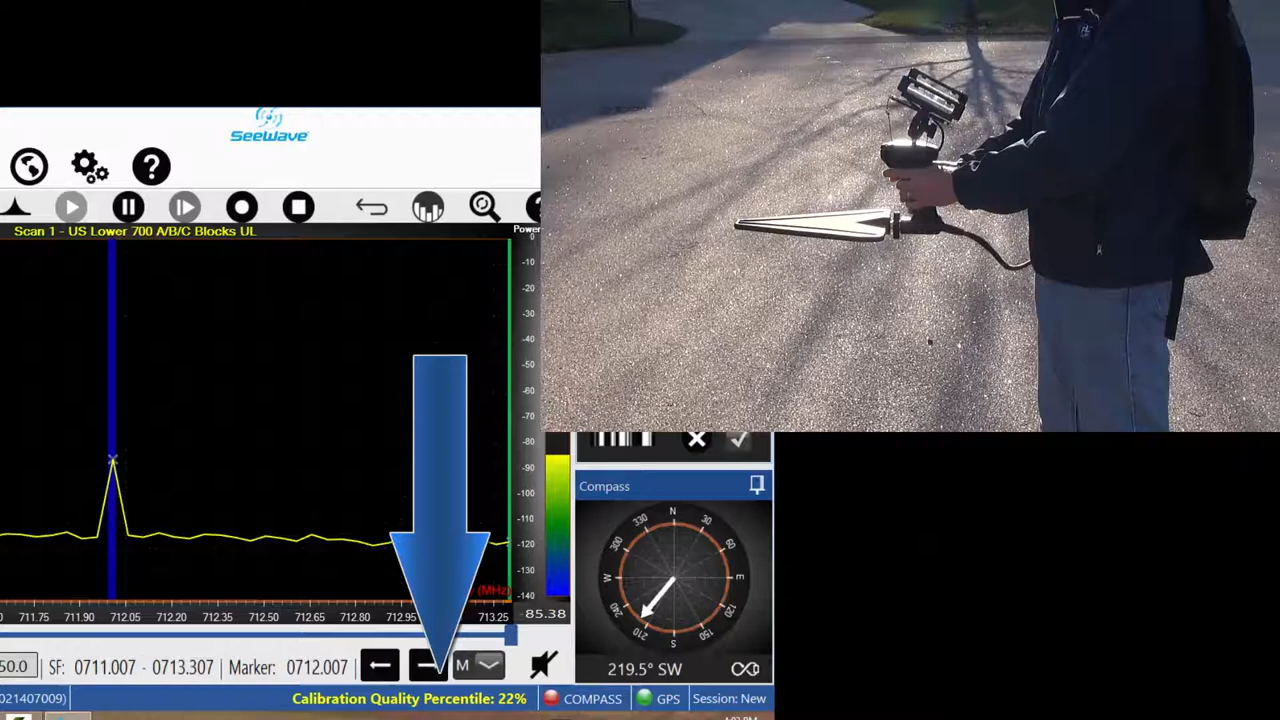 SeeWave
?
Scan 1 - US Lower 700 A/B/C Blocks UL
Power
0
-10
-20
-30
-40
-50
-60
-70
-80
-90
-100
-110
-120
-130
-140
(MHz)
711.75 711.90 712.05 712.20 712.35 712.50 712.65 712.80 712.95 713.25
-85.38
50.0 SF: 0711.007 - 0713.307 Marker: 0712.007 M
021407009) Calibration Quality Percentile: 22% COMPASS GPS Session: New
Compass
N
30
60
E
120
150
S
210
240
W
300
330
219.5° SW